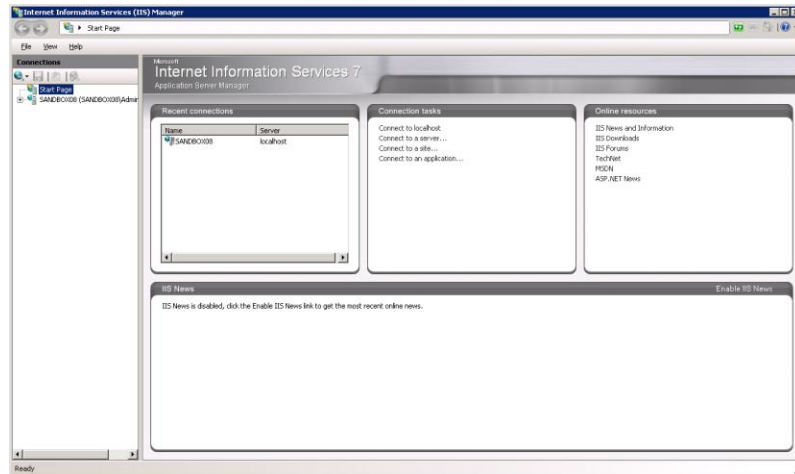 Internet Information Services (IIS) Manager
Start Page
File View Help
Connections
Start Page
SANDBOX08 (SANDBOX08\Admir
Microsoft
Internet Information Services 7
Application Server Manager
Recent connections
Name Server
SANDBOX08 localhost
Connection tasks
Connect to localhost
Connect to a server...
Connect to a site...
Connect to an application...
Online resources
IIS News and Information
IIS Downloads
IIS Forums
TechNet
MSDN
ASP.NET News
IIS News
Enable IIS News
IIS News is disabled, click the Enable IIS News link to get the most recent online news.
Ready